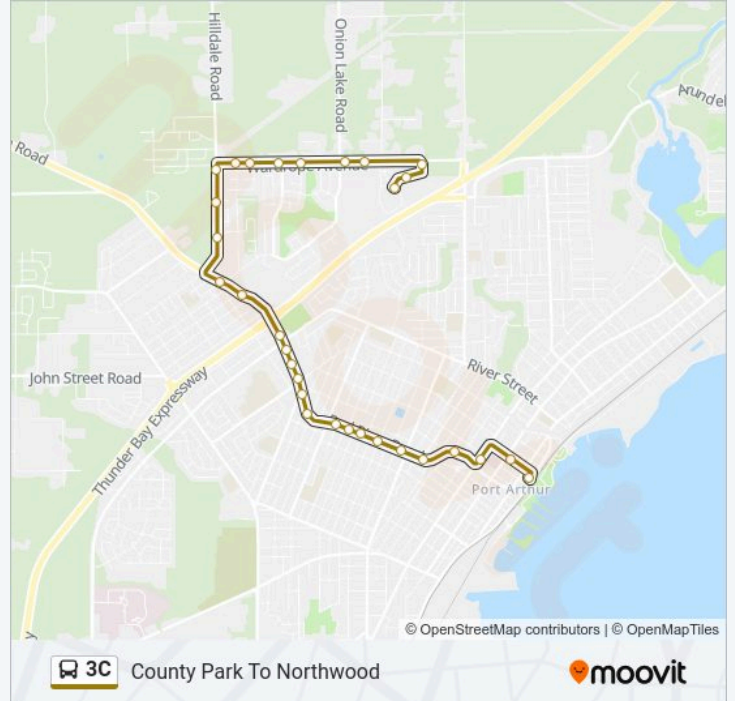 Hilldale Road
Onion Lake Road
Arundel
Road
Wardrope Avenue
River Street
John Street Road
Thunder Bay Expressway
Port Arthur
y
© OpenStreetMap contributors | © OpenMapTiles
3C County Park To Northwood
moovit